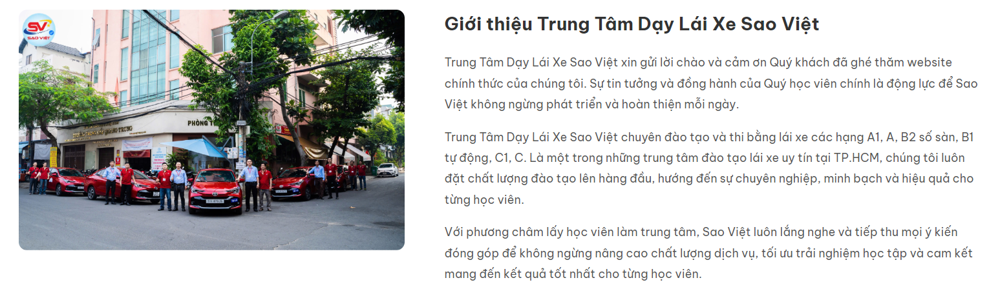 SV
SAO VIỆT
PHÒNG T
Giới thiệu Trung Tâm Dạy Lái Xe Sao Việt
Trung Tâm Dạy Lái Xe Sao Việt xin gửi lời chào và cảm ơn Quý khách đã ghé thăm website
chính thức của chúng tôi. Sự tin tưởng và đồng hành của Quý học viên chính là động lực để Sao
Việt không ngừng phát triển và hoàn thiện mỗi ngày.
Trung Tâm Dạy Lái Xe Sao Việt chuyên đào tạo và thi bằng lái xe các hạng A1, A, B2 số sàn, B1
tự động, C1, C. Là một trong những trung tâm đào tạo lái xe uy tín tại TP.HCM, chúng tôi luôn
đặt chất lượng đào tạo lên hàng đầu, hướng đến sự chuyên nghiệp, minh bạch và hiệu quả cho
từng học viên.
Với phương châm lấy học viên làm trung tâm, Sao Việt luôn lắng nghe và tiếp thu mọi ý kiến
đóng góp để không ngừng nâng cao chất lượng dịch vụ, tối ưu trải nghiệm học tập và cam kết
mang đến kết quả tốt nhất cho từng học viên.